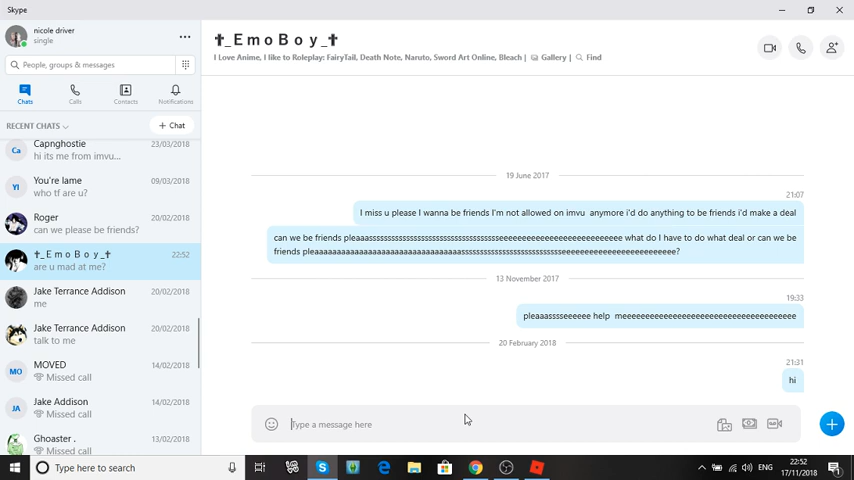 Skype
nicole driver
single
People, groups & messages
Chats
Calls
Contacts
Notifications
RECENT CHATS
+ Chat
Ca
Capnghostie
23/03/2018
hi its me from imvu...
YI
You're lame
09/03/2018
who tf are u?
Roger
20/02/2018
can we please be friends?
✝_ E m o B o y _✝
22:52
are u mad at me?
Jake Terrance Addison
20/02/2018
me
Jake Terrance Addison
20/02/2018
talk to me
MO
MOVED
14/02/2018
Missed call
JA
Jake Addison
14/02/2018
Missed call
Ghoaster .
13/02/2018
Missed call
✝_ E m o B o y _✝
I Love Anime, I like to Roleplay: FairyTail, Death Note, Naruto, Sword Art Online, Bleach | Gallery | Find
19 June 2017
21:07
I miss u please I wanna be friends I'm not allowed on imvu anymore i'd do anything to be friends i'd make a deal
can we be friends pleaaassssssssssssssssssssssssssssssssseeeeeeeeeeeeeeeeeeeeeeeeeee what do I have to do what deal or can we be
friends pleaaaaaaaaaaaaaaaaaaaaaaaaaaaaaaaaaassssssssssssssssssssssssseeeeeeeeeeeeeeeeeeeeeeeeee?
13 November 2017
19:33
pleaaassseeeeee help meeeeeeeeeeeeeeeeeeeeeeeeeeeeeeeeeeeeeee
20 February 2018
21:31
hi
Type a message here
Type here to search
ENG
22:52
17/11/2018